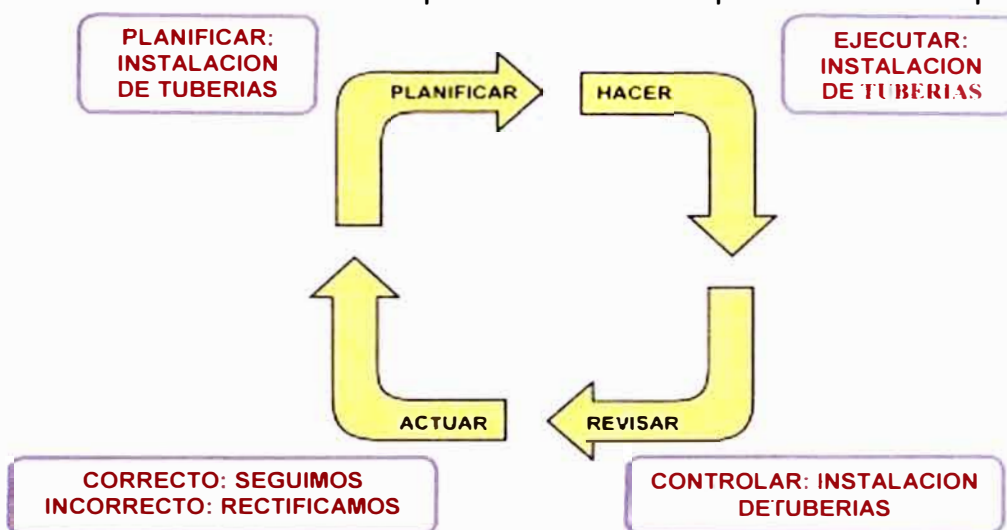 PLANIFICAR:
INSTALACION
DE TUBERIAS
EJECUTAR:
INSTALACION
DE TUBERIAS
PLANIFICAR
HACER
ACTUAR
REVISAR
CORRECTO: SEGUIMOS
INCORRECTO: RECTIFICAMOS
CONTROLAR: INSTALACION
DETUBERIAS